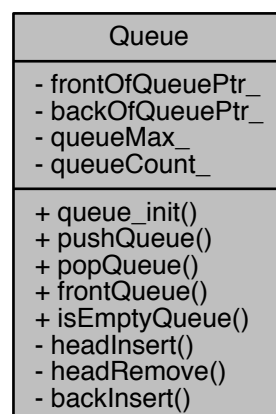 Queue
- frontOfQueuePtr_
- backOfQueuePtr_
- queueMax_
- queueCount_
+ queue_init()
+ pushQueue()
+ popQueue()
+ frontQueue()
+ isEmptyQueue()
- headInsert()
- headRemove()
- backInsert()